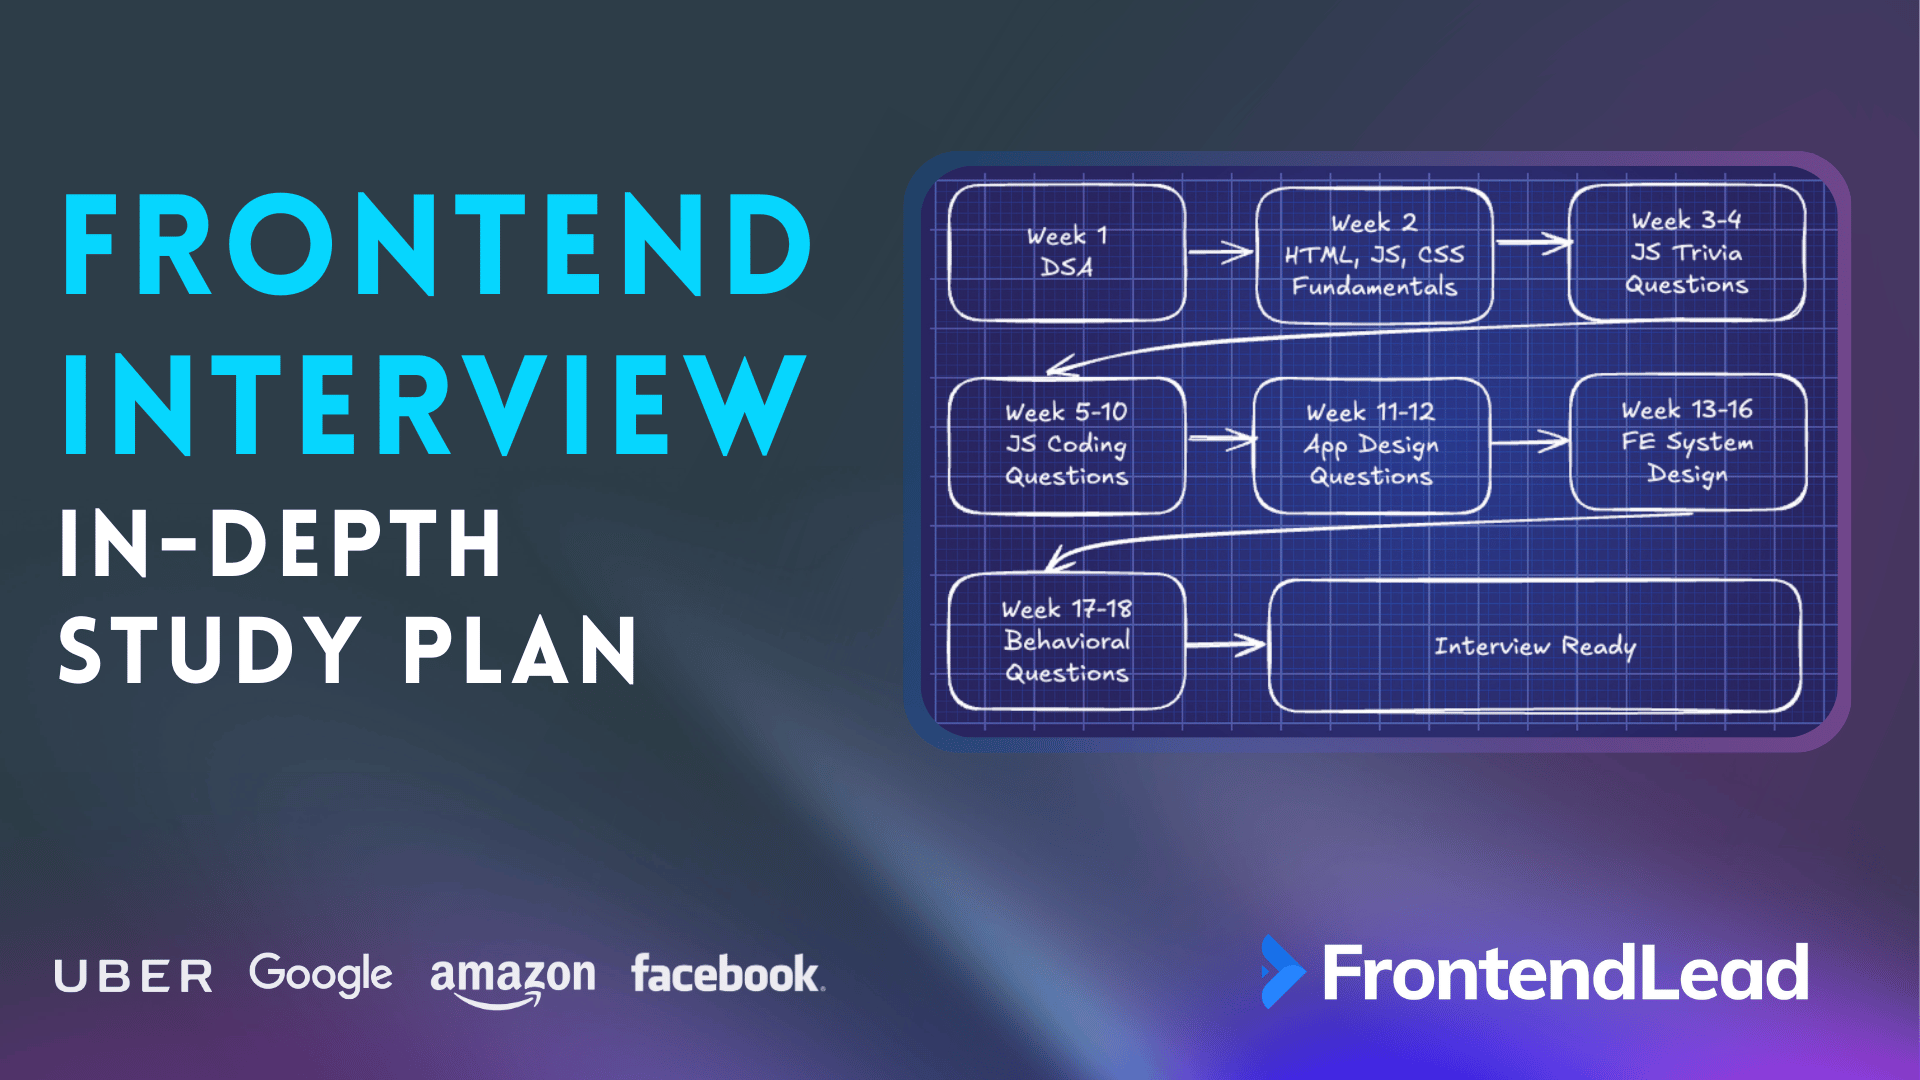 FRONTEND
INTERVIEW
IN-DEPTH
STUDY PLAN
Week 1
DSA
Week 2
HTML, JS, CSS
Fundamentals
Week 3-4
JS Trivia
Questions
Week 5-10
JS Coding
Questions
Week 11-12
App Design
Questions
Week 13-16
FE System
Design
Week 17-18
Behavioral
Questions
Interview Ready
UBER
Google
amazon
facebook.
FrontendLead